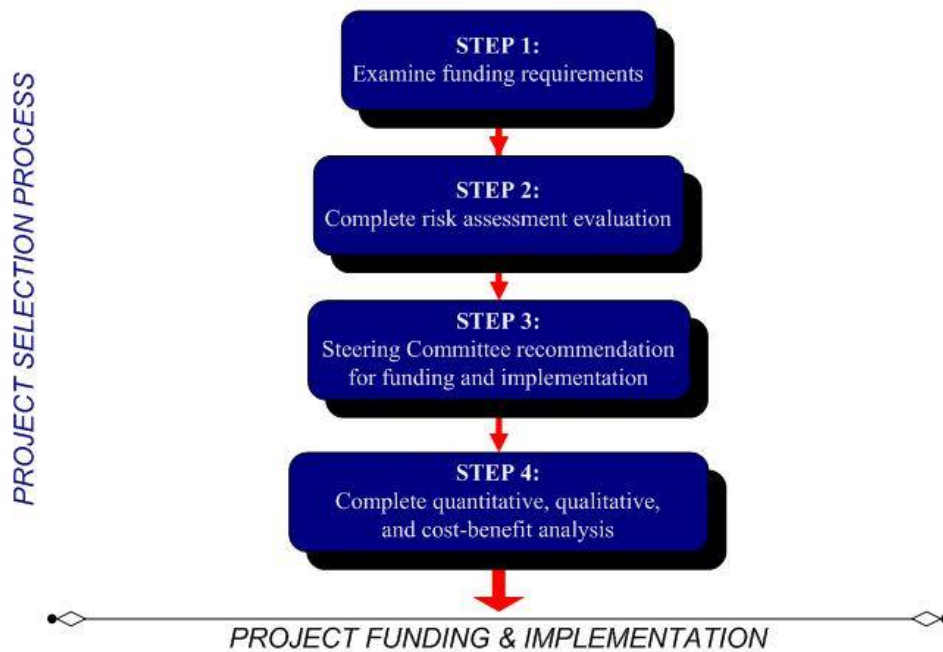 PROJECT SELECTION PROCESS
STEP 1:
Examine funding requirements
STEP 2:
Complete risk assessment evaluation
STEP 3:
Steering Committee recommendation
for funding and implementation
STEP 4:
Complete quantitative, qualitative,
and cost-benefit analysis
PROJECT FUNDING & IMPLEMENTATION